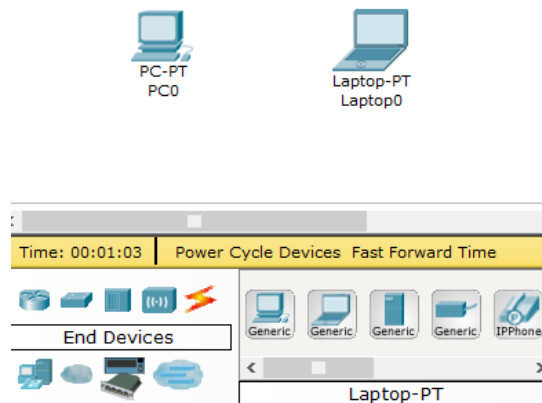 PC-PT
PC0
Laptop-PT
Laptop0
Time: 00:01:03 Power Cycle Devices Fast Forward Time
End Devices
Generic Generic Generic Generic IPPhone
Laptop-PT